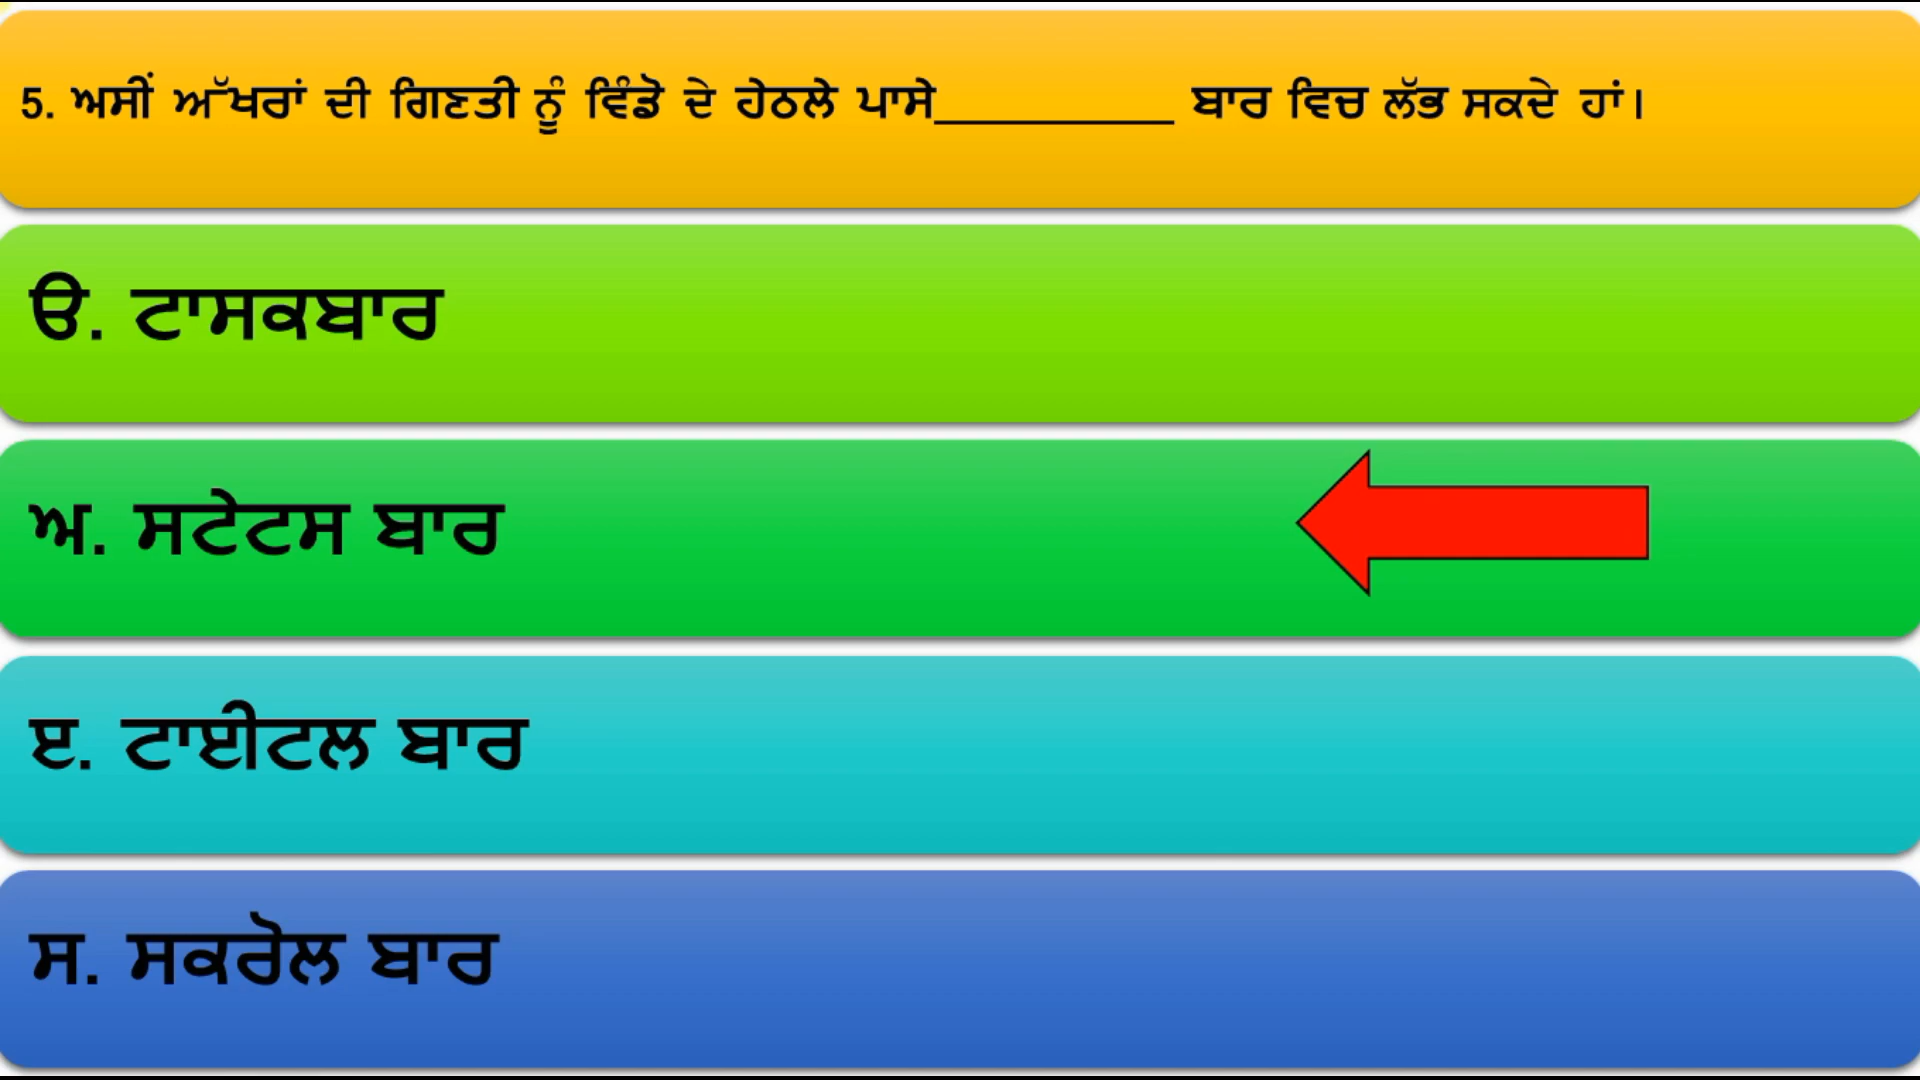 5. ਅਸੀਂ ਅੱਖਰਾਂ ਦੀ ਗਿਣਤੀ ਨੂੰ ਵਿੰਡੋ ਦੇ ਹੇਠਲੇ ਪਾਸੇ__________ ਬਾਰ ਵਿਚ ਲੱਭ ਸਕਦੇ ਹਾਂ।
ੳ. ਟਾਸਕਬਾਰ
ਅ. ਸਟੇਟਸ ਬਾਰ
ੲ. ਟਾਈਟਲ ਬਾਰ
ਸ. ਸਕਰੋਲ ਬਾਰ